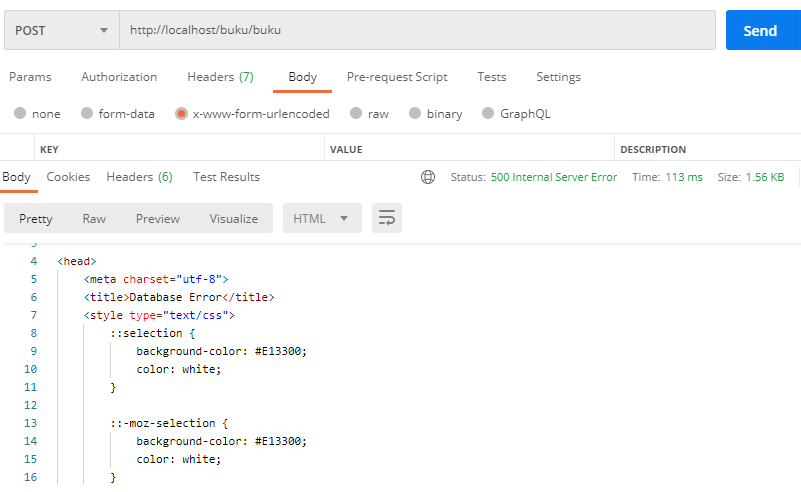 POST http://localhost/buku/buku Send
Params Authorization Headers (7) Body Pre-request Script Tests Settings
none form-data x-www-form-urlencoded raw binary GraphQL
KEY VALUE DESCRIPTION
Body Cookies Headers (6) Test Results Status: 500 Internal Server Error Time: 113 ms Size: 1.56 KB
Pretty Raw Preview Visualize HTML
3
4 <head>
5 <meta charset="utf-8">
6 <title>Database Error</title>
7 <style type="text/css">
8 ::selection {
9 background-color: #E13300;
10 color: white;
11 }
12
13 ::-moz-selection {
14 background-color: #E13300;
15 color: white;
16 }